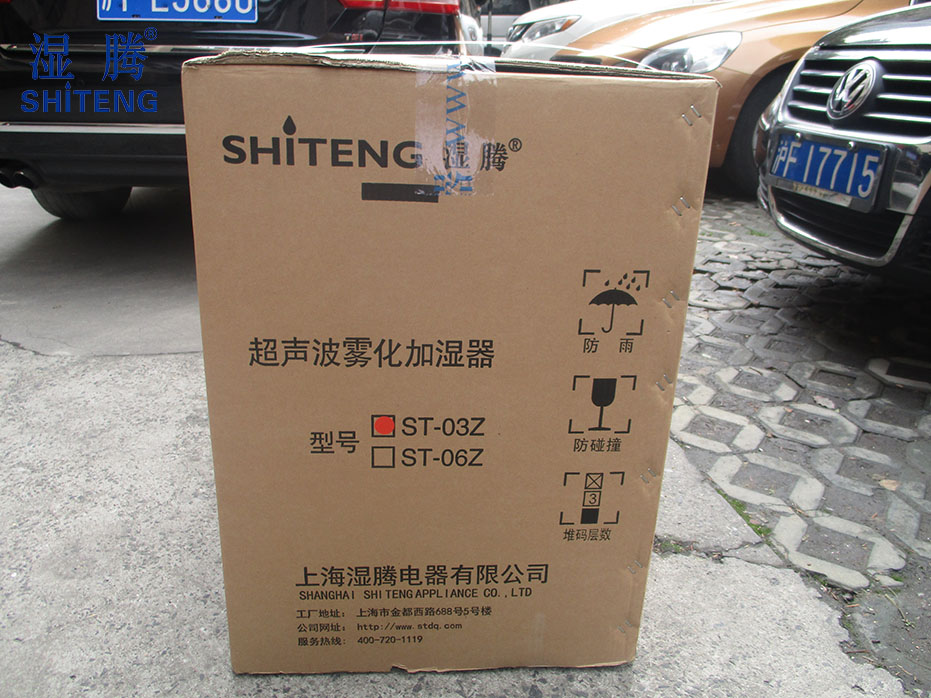 湿腾®
SHiTENG
SHiTENG 湿腾®
WWW
沪F 17715
超声波雾化加湿器
型号
ST-03Z
ST-06Z
防 雨
防碰撞
3
堆码层数
上海湿腾电器有限公司
SHANGHAI SHITENG APPLIANCE CO.,LTD
工厂地址: 上海市金都西路688号5号楼
公司网址: http://www.stdq.com
服务热线: 400-720-1119